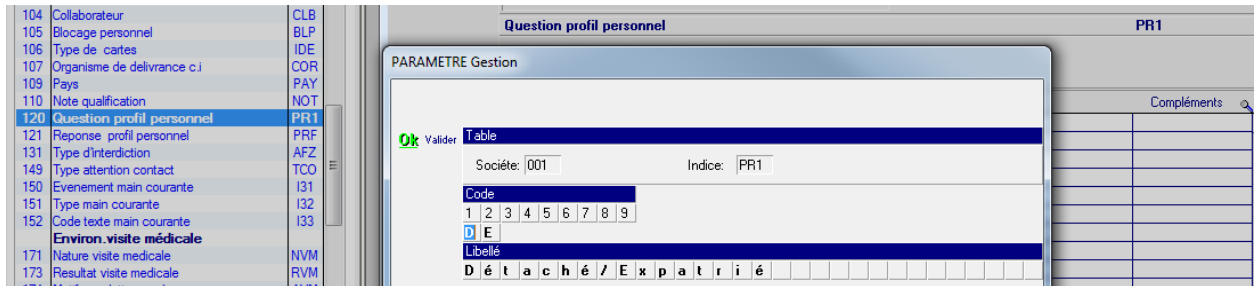 104 Collaborateur CLB
105 Blocage personnel BLP
106 Type de cartes IDE
107 Organisme de delivrance c.i COR
109 Pays PAY
110 Note qualification NOT
120 Question profil personnel PR1
121 Reponse profil personnel PRF
131 Type d'interdiction AFZ
149 Type attention contact TCO
150 Evenement main courante I31
151 Type main courante I32
152 Code texte main courante I33
Environ.visite médicale
171 Nature visite medicale NVM
173 Resultat visite medicale RVM
Question profil personnel PR1
Compléments
PARAMETRE Gestion
Ok Valider
Table
Sociéte: 001 Indice: PR1
Code
1 2 3 4 5 6 7 8 9
D E
Libellé
Détaché/Expatrié